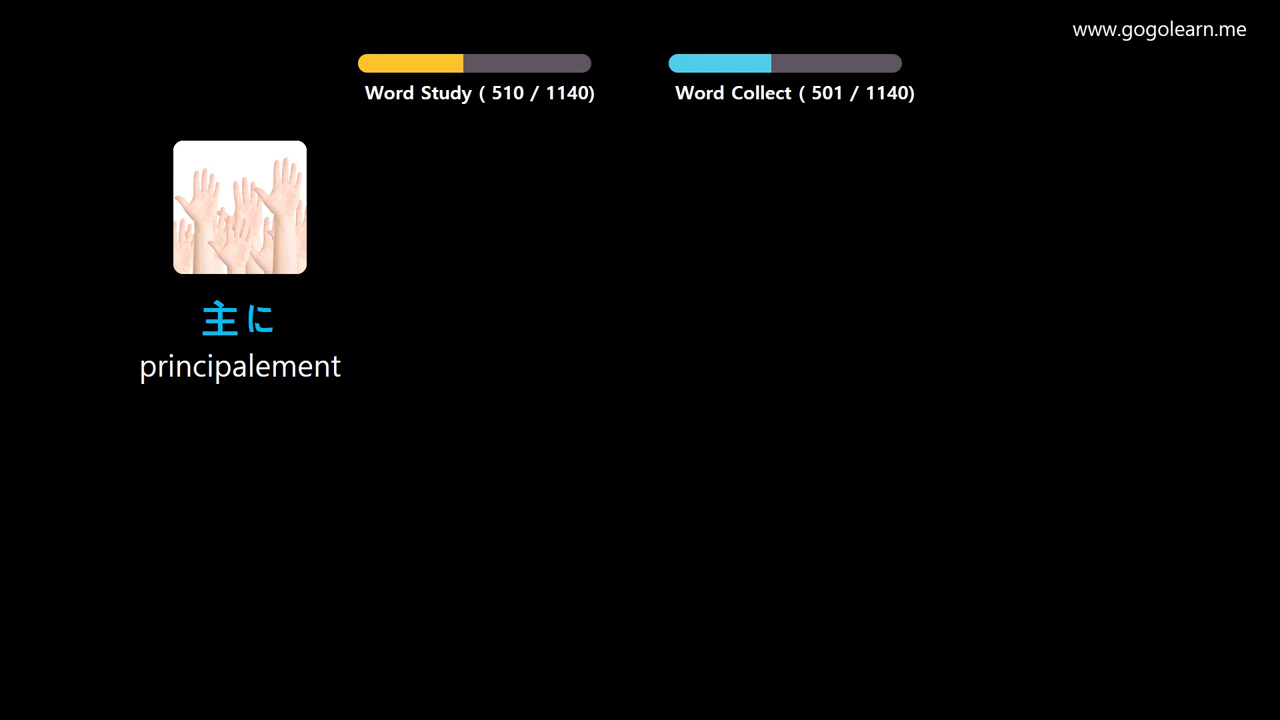 www.gogolearn.me
Word Study ( 510 / 1140)
Word Collect ( 501 / 1140)
主に
principalement